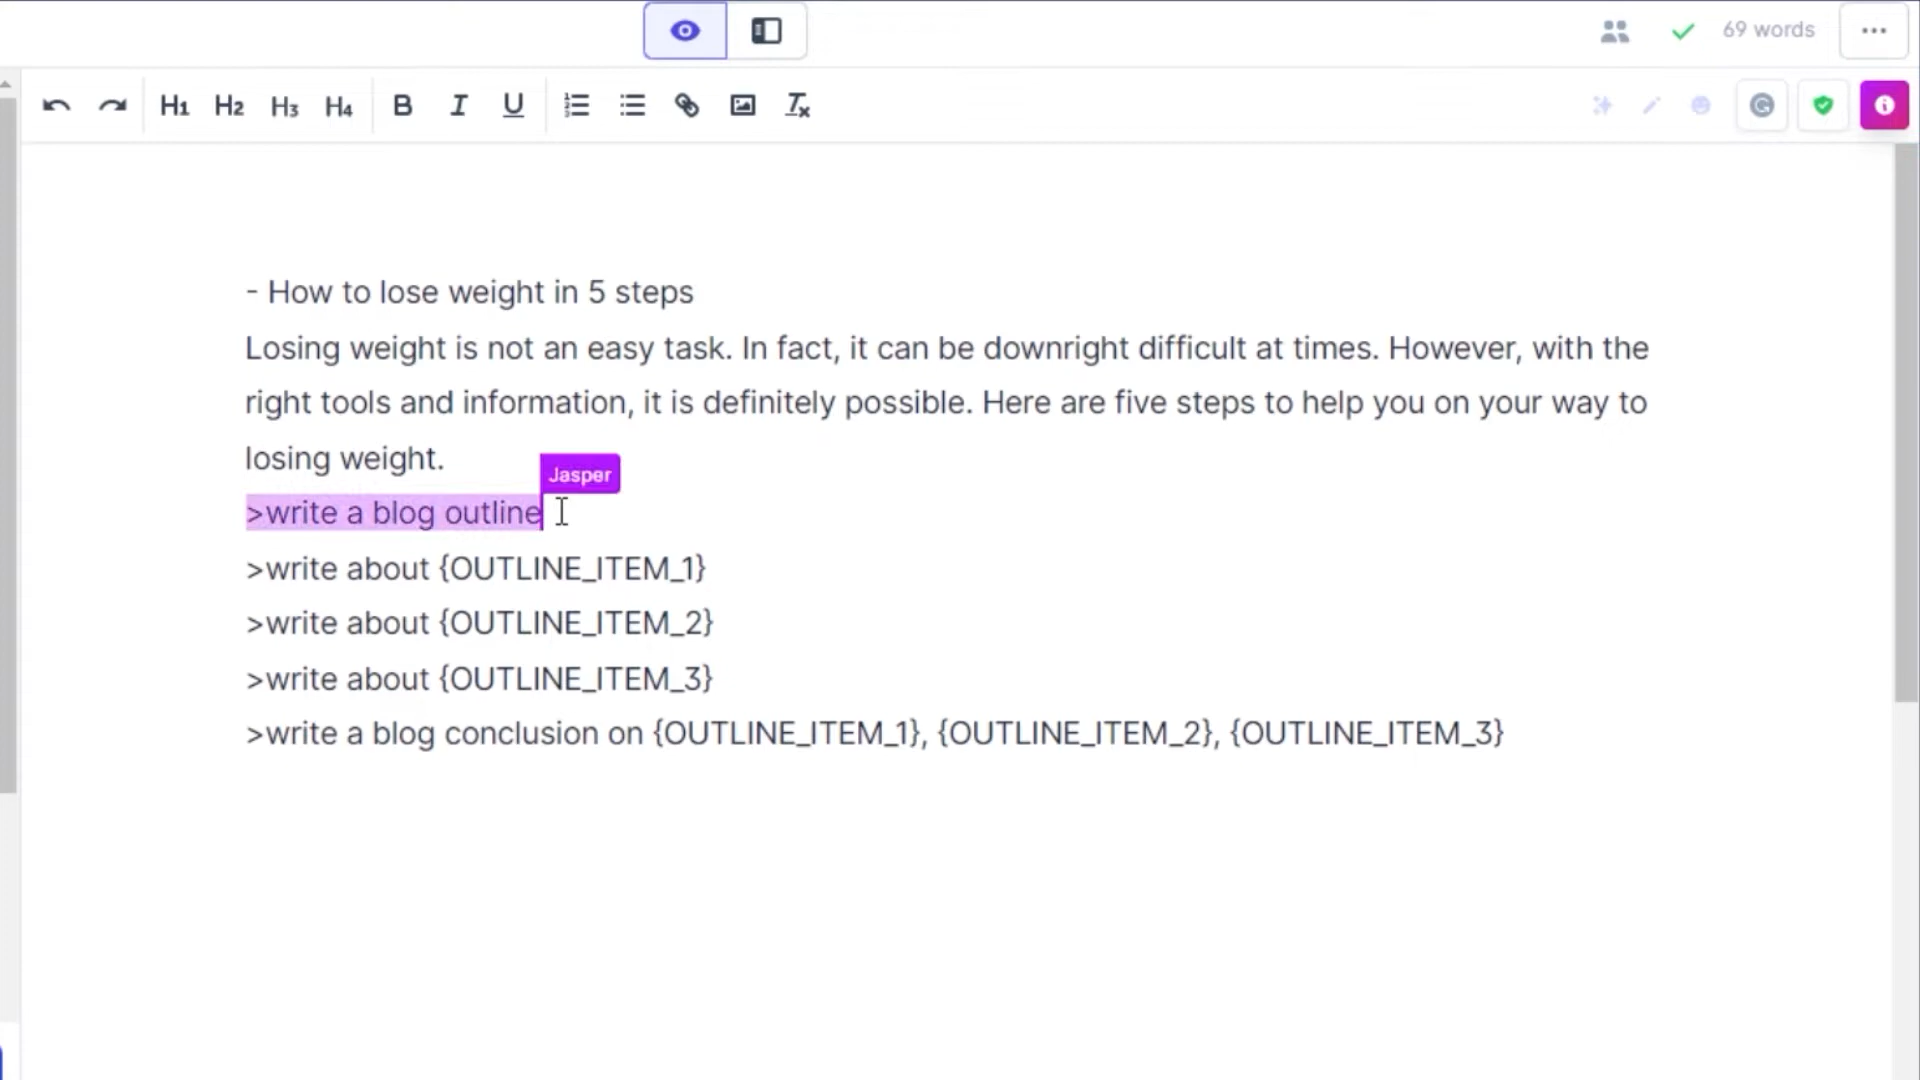 69 words
H1 H2 H3 H4 B I U
- How to lose weight in 5 steps
Losing weight is not an easy task. In fact, it can be downright difficult at times. However, with the
right tools and information, it is definitely possible. Here are five steps to help you on your way to
losing weight.
Jasper
>write a blog outline
>write about {OUTLINE_ITEM_1}
>write about {OUTLINE_ITEM_2}
>write about {OUTLINE_ITEM_3}
>write a blog conclusion on {OUTLINE_ITEM_1}, {OUTLINE_ITEM_2}, {OUTLINE_ITEM_3}